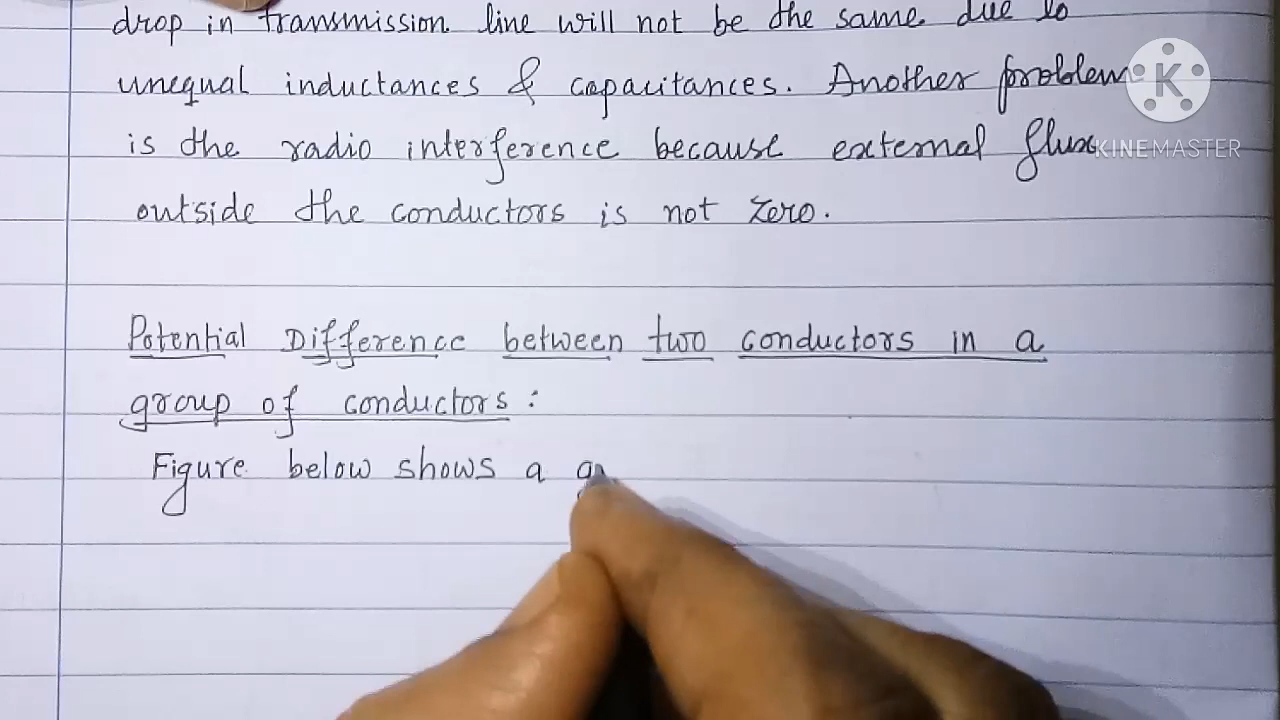 drop in transmission line will not be the same due to
unequal inductances & capacitances. Another problem
is the radio interference because external flux
outside the conductors is not zero.
Potential Difference between two conductors in a
group of conductors:
Figure below shows a
K
KINEMASTER